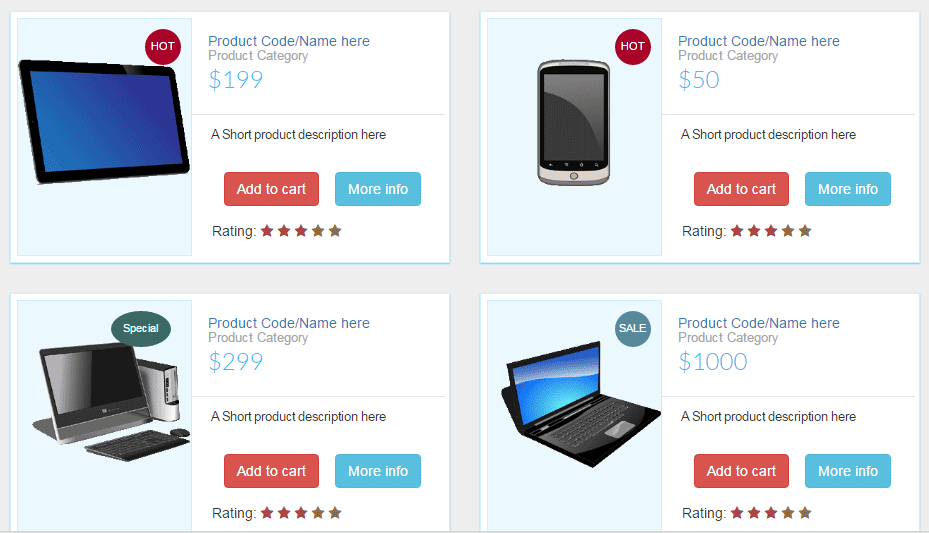 HOT
Product Code/Name here
Product Category
$199
A Short product description here
Add to cart More info
Rating:
HOT
Product Code/Name here
Product Category
$50
A Short product description here
Add to cart More info
Rating:
Special
Product Code/Name here
Product Category
$299
A Short product description here
Add to cart More info
Rating:
SALE
Product Code/Name here
Product Category
$1000
A Short product description here
Add to cart More info
Rating: